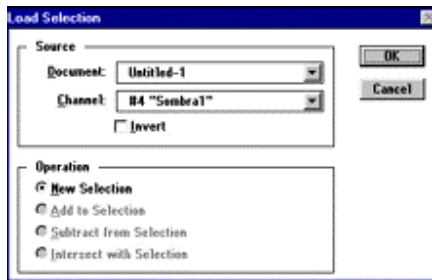 Load Selection
Source
Document: Untitled-1
Channel: #4 "Sombra1"
Invert
OK
Cancel
Operation
New Selection
Add to Selection
Subtract from Selection
Intersect with Selection